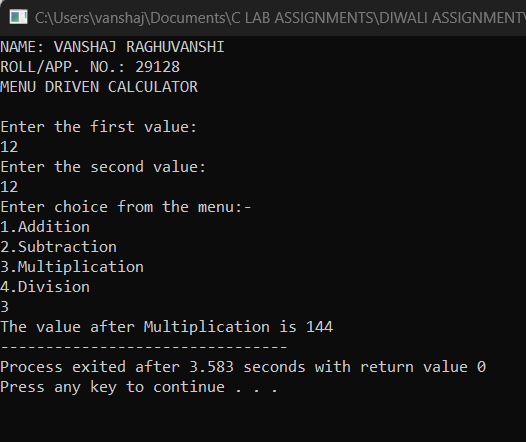 C:\Users\vanshaj\Documents\C LAB ASSIGNMENTS\DIWALI ASSIGNMENT\
NAME: VANSHAJ RAGHUVANSHI
ROLL/APP. NO.: 29128
MENU DRIVEN CALCULATOR
Enter the first value:
12
Enter the second value:
12
Enter choice from the menu:-
1.Addition
2.Subtraction
3.Multiplication
4.Division
3
The value after Multiplication is 144
--------------------------------
Process exited after 3.583 seconds with return value 0
Press any key to continue . . .